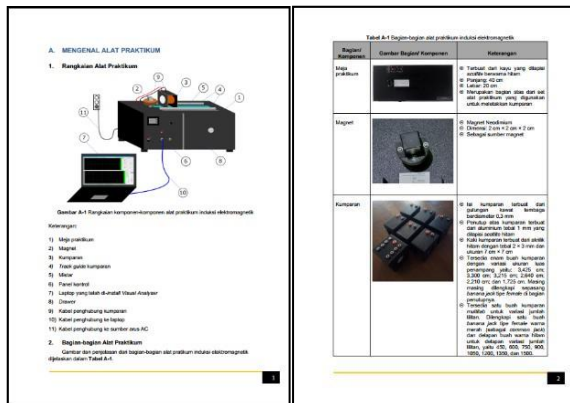 A. MENGENAL ALAT PRAKTIKUM
1. Rangkaian Alat Praktikum
Gambar A-1 Rangkaian komponen-komponen alat praktikum induksi elektromagnetik
Keterangan:
1) Meja praktikum
2) Magnet
3) Kumparan
4) Track guide kumparan
5) Mistar
6) Panel kontrol
7) Laptop yang telah di-install Visual Analyser
8) Drawer
9) Kabel penghubung kumparan
10) Kabel penghubung ke laptop
11) Kabel penghubung ke sumber arus AC
2. Bagian-bagian Alat Praktikum
Gambar dan penjelasan dari bagian-bagian alat pratikum induksi elektromagnetik
dijelaskan dalam Tabel A-1.
1
Tabel A-1 Bagian-bagian alat praktikum induksi elektromagnetik
Bagian/
Komponen
Gambar Bagian/ Komponen
Keterangan
Meja
praktikum
Terbuat dari kayu yang dilapisi
berwarna hitam
Panjang: 40 cm
Lebar: 20 cm
Merupakan bagian atas dari set
alat praktikum yang digunakan
untuk meletakkan kumparan
Magnet
Magnet Neodimium
Dimensi: 2 cm × 2 cm × 2 cm
Sebagai sumber magnet
Kumparan
Isi kumparan terbuat dari
gulungan kawat tembaga
berdiameter 0,3 mm
Penutup atas kumparan terbuat
dari aluminium tebal 1 mm yang
dilapisi hitam
Kaki kumparan terbuat dari akrilik
hitam dengan tebal 2 × 3 mm dan
ukuran 7 cm × 7 cm
Tersedia enam buah kumparan
dengan variasi ukuran luas
penampang yaitu: 3,425 cm;
3,300 cm; 3,215 cm; 2,640 cm;
2,210 cm; dan 1,725 cm. Masing
masing dilengkapi sepasang
banana jack tipe female di bagian
penutupnya.
Tersedia satu buah kumparan
multililit untuk variasi jumlah
lilitan. Dilengkapi satu buah
banana jack tipe female warna
merah (sebagai common jack)
dan delapan buah warna hitam
untuk delapan variasi jumlah
lilitan, yaitu 450, 600, 750, 900,
1050, 1200, 1350, dan 1500.
2